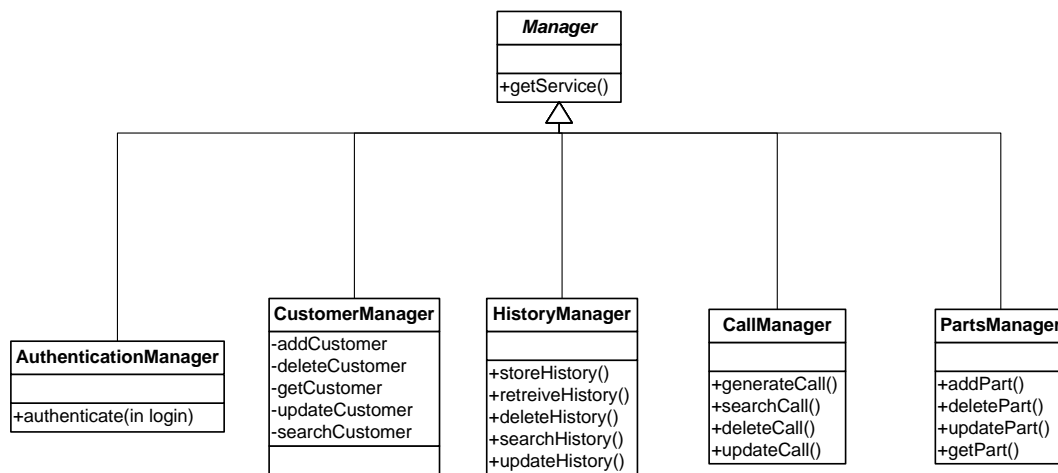 Manager
+getService()
AuthenticationManager
+authenticate(in login)
CustomerManager
-addCustomer
-deleteCustomer
-getCustomer
-updateCustomer
-searchCustomer
HistoryManager
+storeHistory()
+retreiveHistory()
+deleteHistory()
+searchHistory()
+updateHistory()
CallManager
+generateCall()
+searchCall()
+deleteCall()
+updateCall()
PartsManager
+addPart()
+deletePart()
+updatePart()
+getPart()